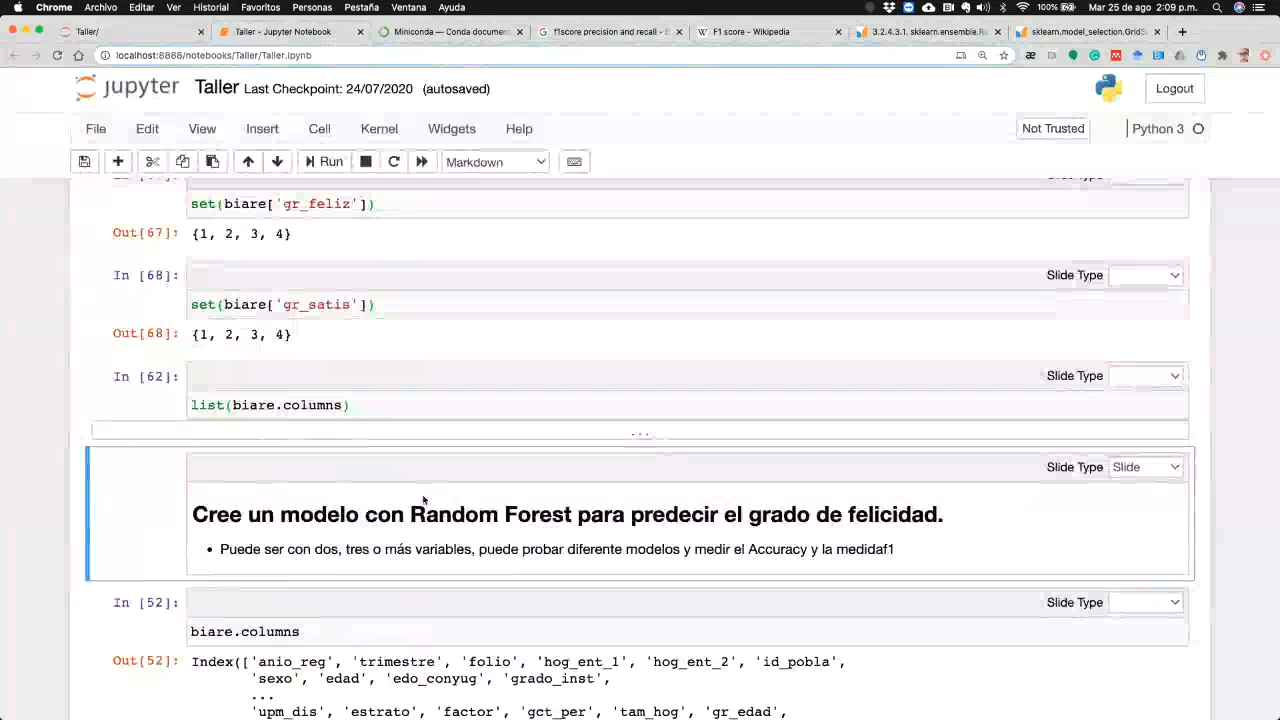 Chrome Archivo Editar Ver Historial Favoritos Personas Pestaña Ventana Ayuda 100% Mar 25 de ago 2:09 p.m.
Taller/ Taller - Jupyter Notebook Miniconda — Conda documen f1score precision and recall - B F1 score - Wikipedia 3.2.4.3.1. sklearn.ensemble.Ra sklearn.model_selection.GridS
localhost:8888/notebooks/Taller/Taller.ipynb
jupyter Taller Last Checkpoint: 24/07/2020 (autosaved) Logout
File Edit View Insert Cell Kernel Widgets Help Not Trusted Python 3
Run Markdown
set(biare['gr_feliz'])
Out[67]: {1, 2, 3, 4}
In [68]: Slide Type
set(biare['gr_satis'])
Out[68]: {1, 2, 3, 4}
In [62]: Slide Type
list(biare.columns)
...
Slide Type Slide
Cree un modelo con Random Forest para predecir el grado de felicidad.
• Puede ser con dos, tres o más variables, puede probar diferente modelos y medir el Accuracy y la medidaf1
In [52]: Slide Type
biare.columns
Out[52]: Index(['anio_reg', 'trimestre', 'folio', 'hog_ent_1', 'hog_ent_2', 'id_pobla',
'sexo', 'edad', 'edo_conyug', 'grado_inst',
...
'upm_dis', 'estrato', 'factor', 'gct_per', 'tam_hog', 'gr_edad',